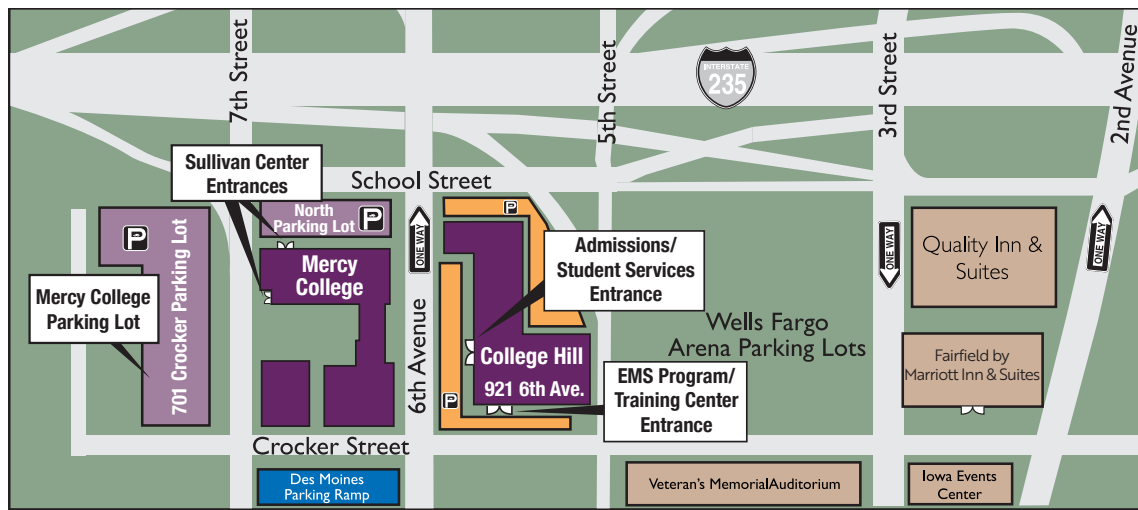 7th Street
INTERSTATE
235
5th Street
3rd Street
2nd Avenue
Sullivan Center
Entrances
School Street
North
Parking Lot
P
P
ONE WAY
P
701 Crocker Parking Lot
Mercy College
Parking Lot
Mercy
College
Admissions/
Student Services
Entrance
ONE WAY
ONE WAY
Quality Inn &
Suites
6th Avenue
Wells Fargo
Arena Parking Lots
College Hill
921 6th Ave.
P
Fairfield by
Marriott Inn & Suites
EMS Program/
Training Center
Entrance
Crocker Street
Des Moines
Parking Ramp
Veteran's MemorialAuditorium
Iowa Events
Center